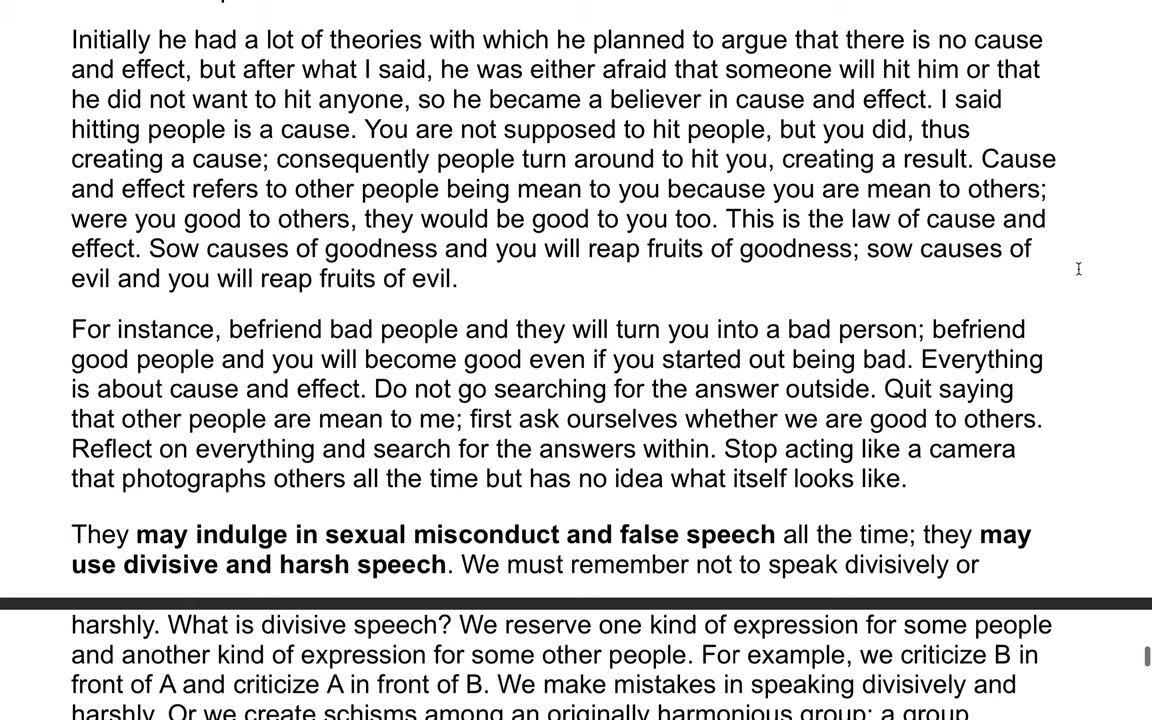 Initially he had a lot of theories with which he planned to argue that there is no cause
and effect, but after what I said, he was either afraid that someone will hit him or that
he did not want to hit anyone, so he became a believer in cause and effect. I said
hitting people is a cause. You are not supposed to hit people, but you did, thus
creating a cause; consequently people turn around to hit you, creating a result. Cause
and effect refers to other people being mean to you because you are mean to others;
were you good to others, they would be good to you too. This is the law of cause and
effect. Sow causes of goodness and you will reap fruits of goodness; sow causes of
evil and you will reap fruits of evil.
For instance, befriend bad people and they will turn you into a bad person; befriend
good people and you will become good even if you started out being bad. Everything
is about cause and effect. Do not go searching for the answer outside. Quit saying
that other people are mean to me; first ask ourselves whether we are good to others.
Reflect on everything and search for the answers within. Stop acting like a camera
that photographs others all the time but has no idea what itself looks like.
They may indulge in sexual misconduct and false speech all the time; they may
use divisive and harsh speech. We must remember not to speak divisively or
harshly. What is divisive speech? We reserve one kind of expression for some people
and another kind of expression for some other people. For example, we criticize B in
front of A and criticize A in front of B. We make mistakes in speaking divisively and
harshly. Or we create schisms among an originally harmonious group; a group